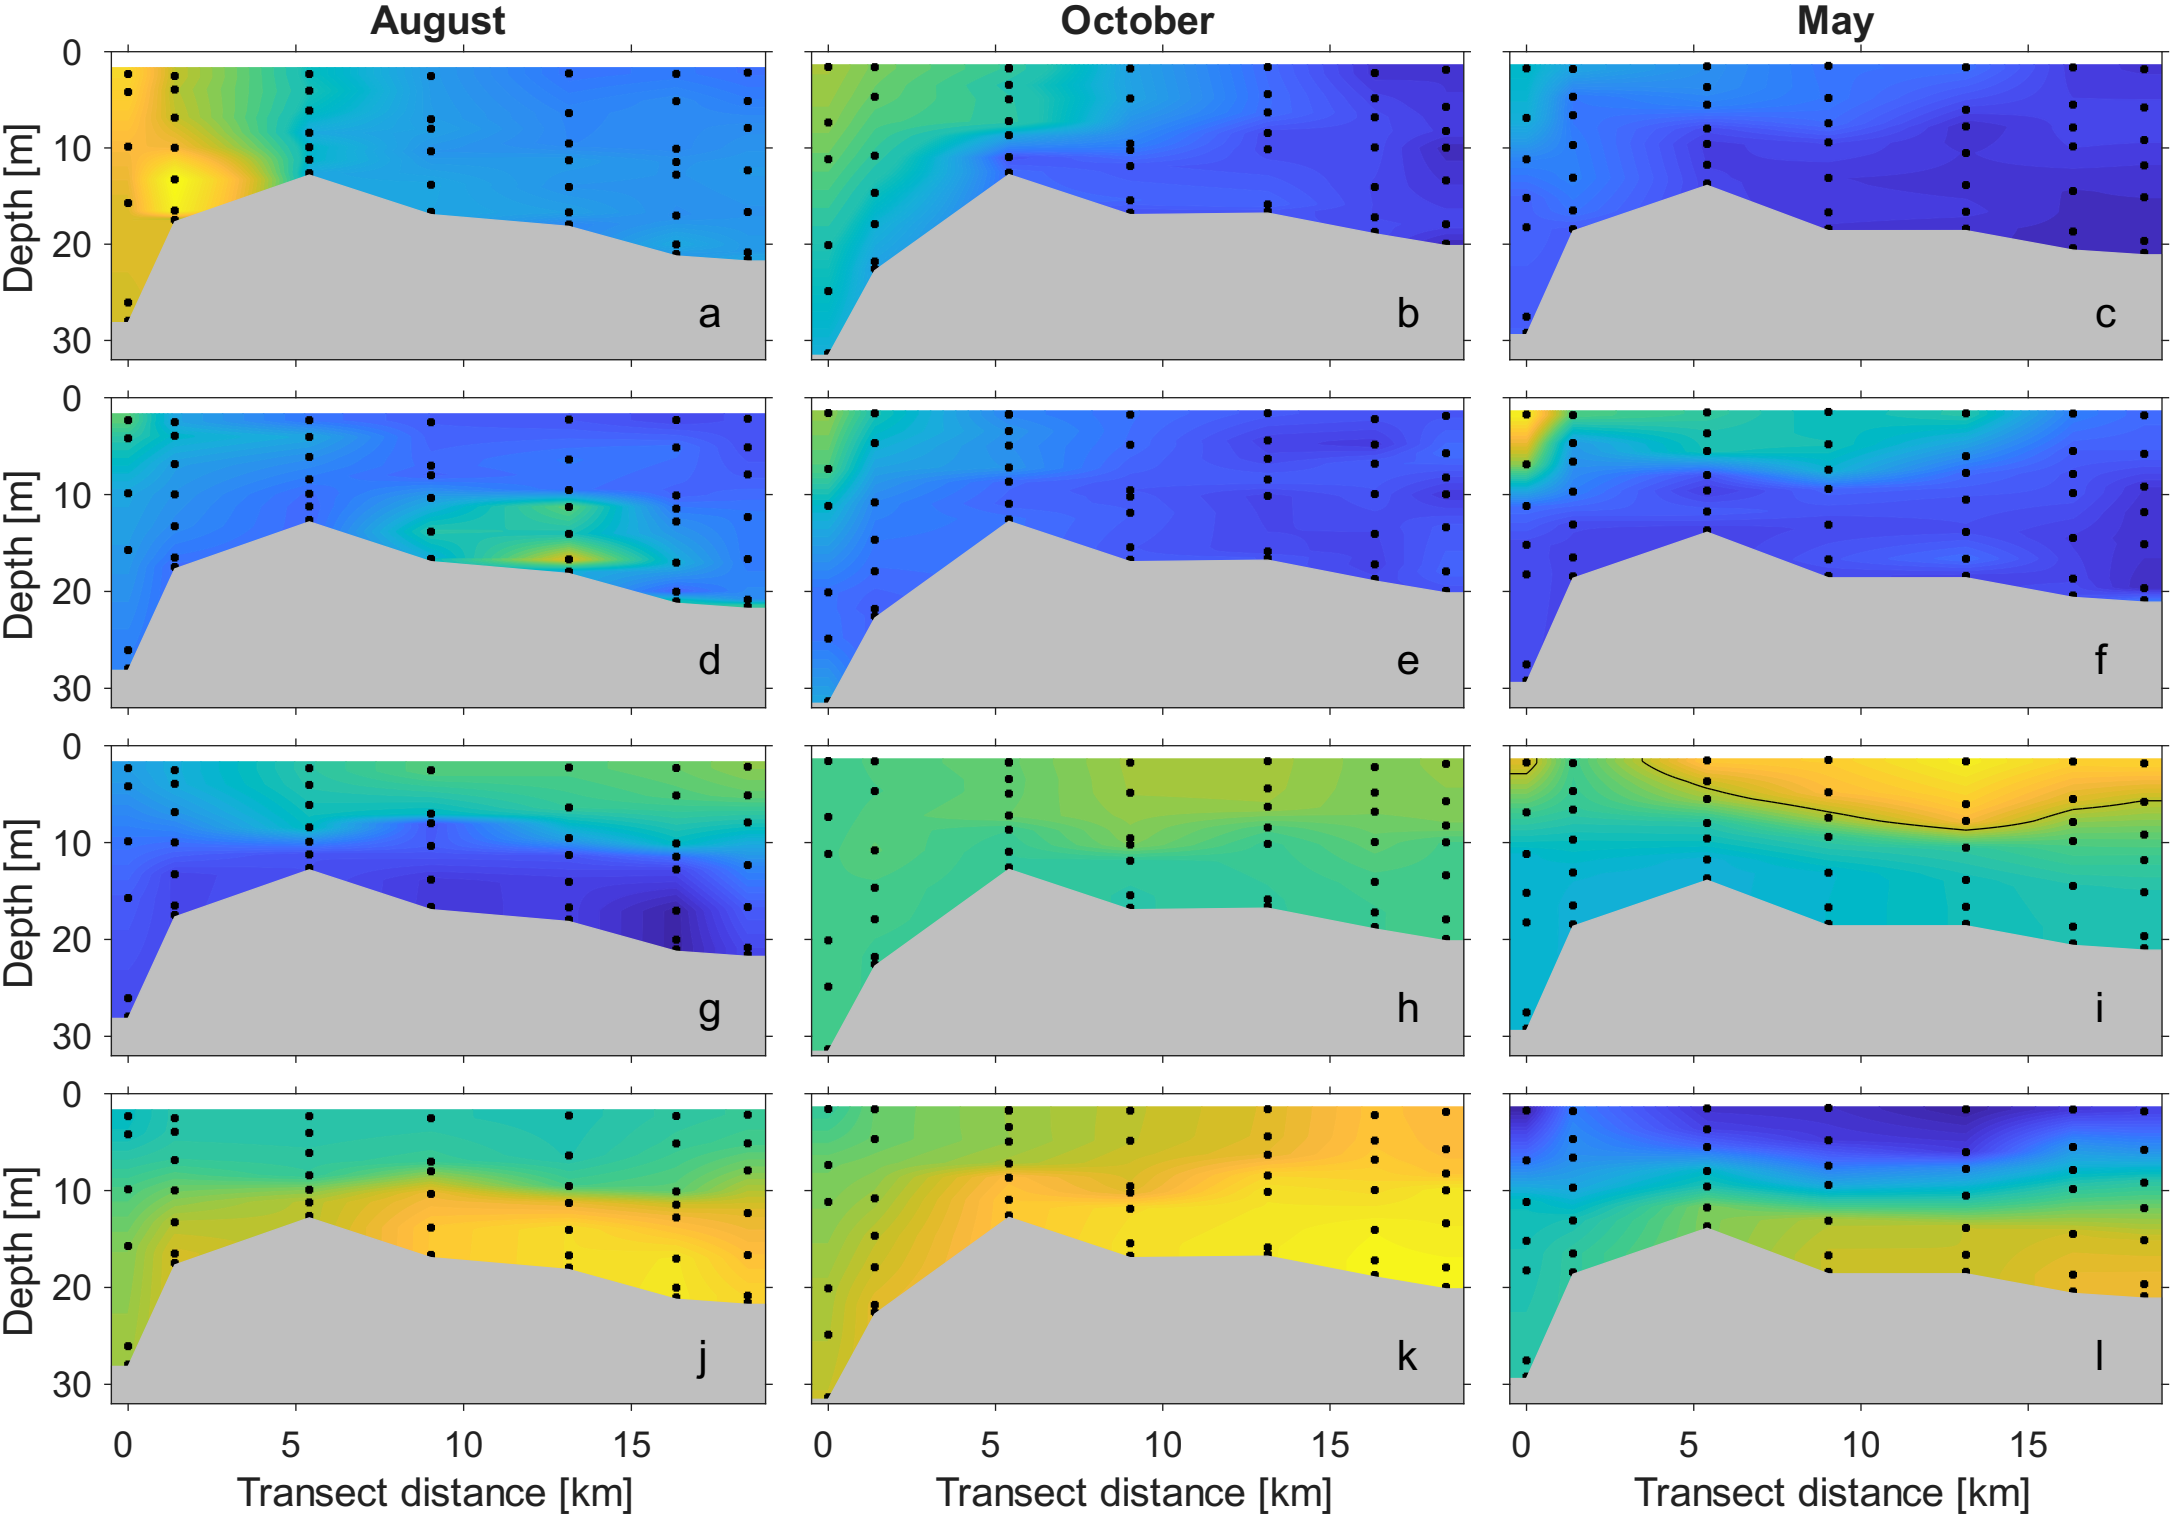 August October May
0
10
20
30
Depth [m]
a b c
0
10
20
30
Depth [m]
d e f
0
10
20
30
Depth [m]
g h i
0
10
20
30
Depth [m]
j k l
0 5 10 15 0 5 10 15 0 5 10 15
Transect distance [km] Transect distance [km] Transect distance [km]